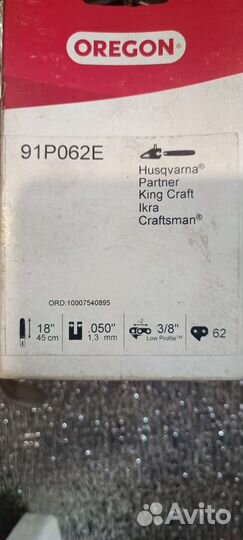 OREGON®
91P062E
Husqvarna®
Partner
King Craft
Ikra
Craftsman®
ORD:10007540895
18" .050" 3/8" 62
45 cm 1,3 mm Low Profile™
Avito